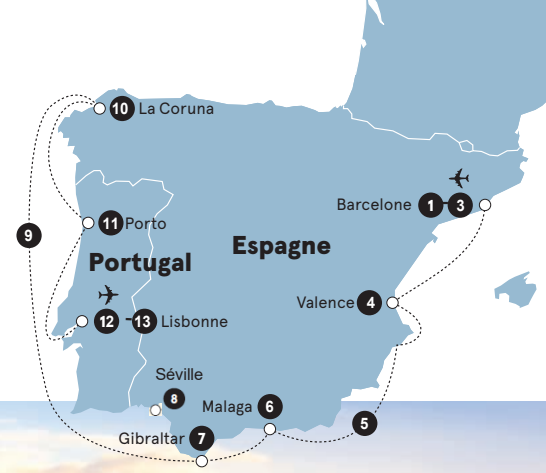 10 La Coruna
Barcelone 1 - 3
11 Porto
9
Espagne
Portugal
Valence 4
12 - 13 Lisbonne
Séville
8
Malaga 6
5
Gibraltar 7